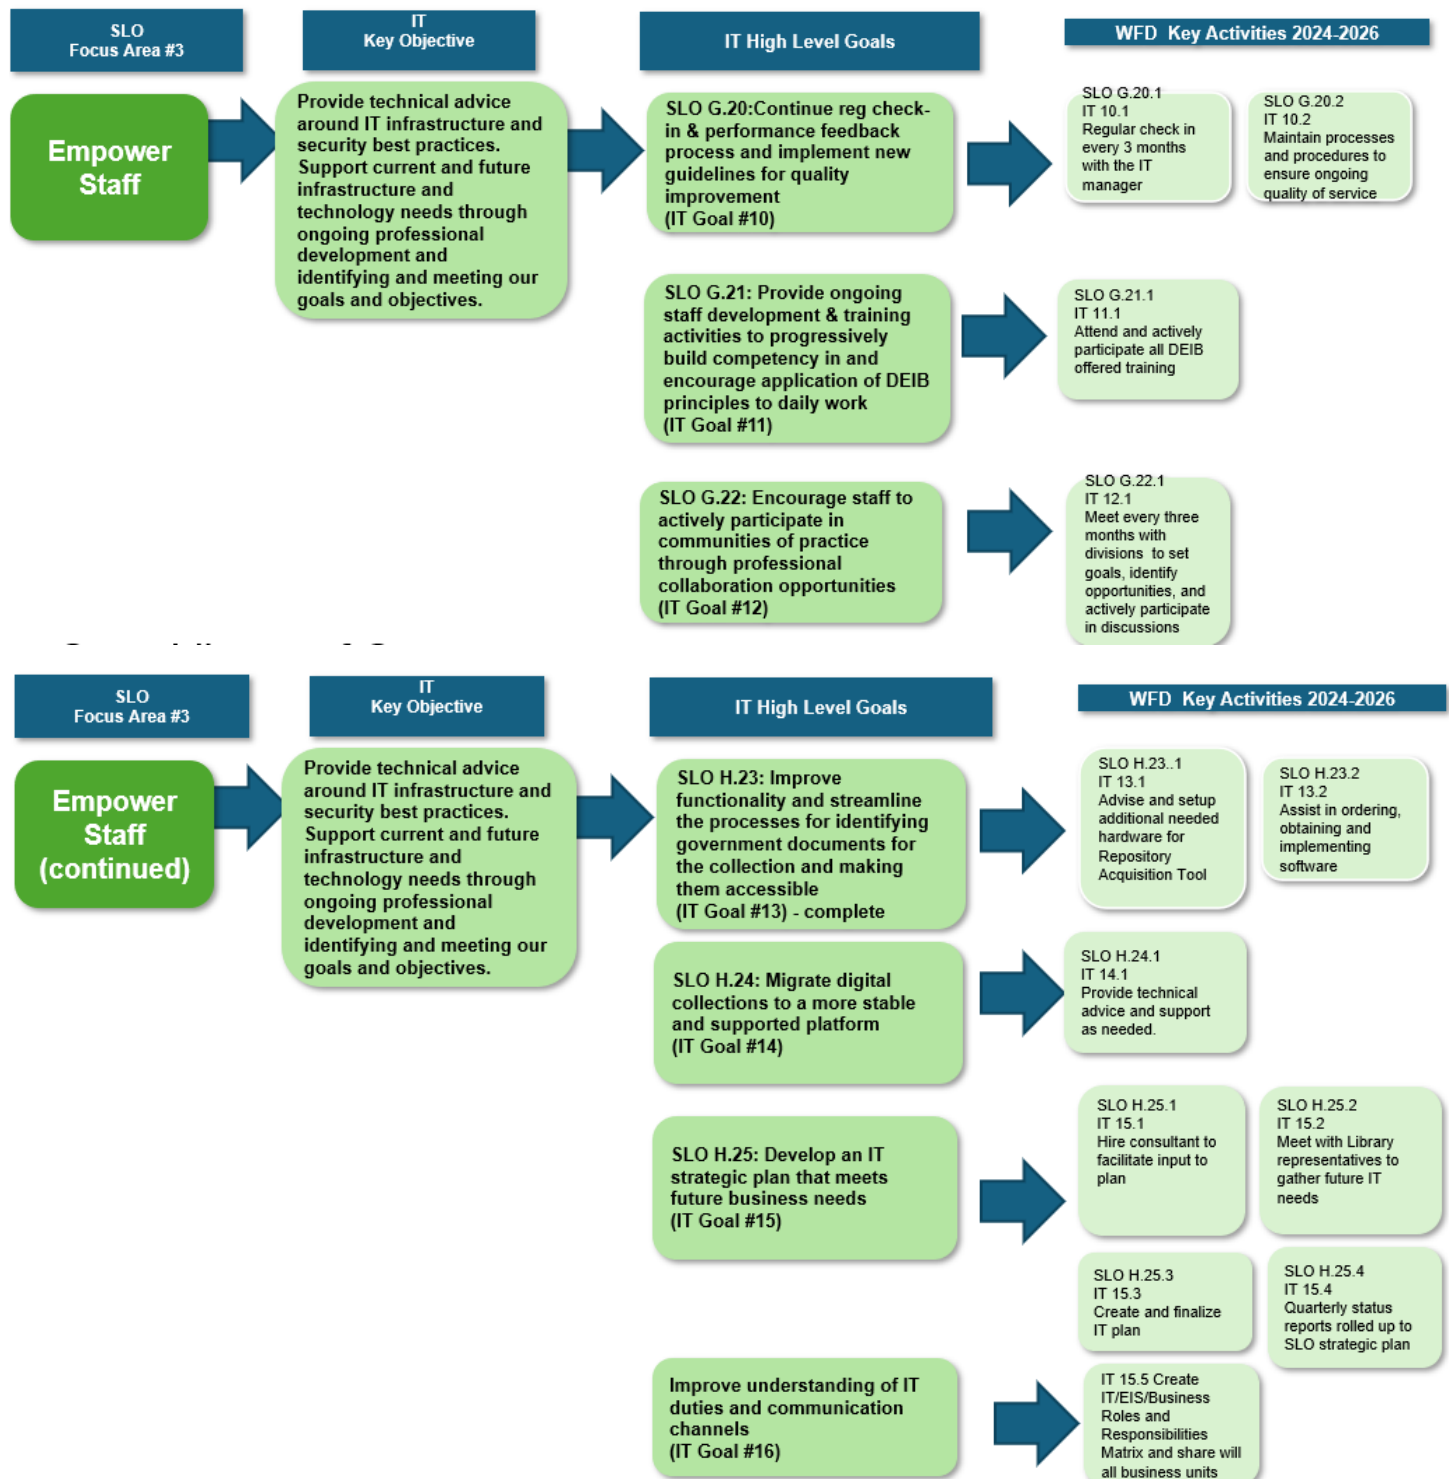 SLO
Focus Area #3
IT
Key Objective
IT High Level Goals
WFD  Key Activities 2024-2026
Empower
Staff
Provide technical advice
around IT infrastructure and
security best practices.
Support current and future
infrastructure and
technology needs through
ongoing professional
development and
identifying and meeting our
goals and objectives.
SLO G.20:Continue reg check-
in & performance feedback
process and implement new
guidelines for quality
improvement
(IT Goal #10)
SLO G.20.1
IT 10.1
Regular check in
every 3 months
with the IT
manager
SLO G.20.2
IT 10.2
Maintain processes
and procedures to
ensure ongoing
quality of service
SLO G.21: Provide ongoing
staff development & training
activities to progressively
build competency in and
encourage application of DEIB
principles to daily work
(IT Goal #11)
SLO G.21.1
IT 11.1
Attend and actively
participate all DEIB
offered training
SLO G.22: Encourage staff to
actively participate in
communities of practice
through professional
collaboration opportunities
(IT Goal #12)
SLO G.22.1
IT 12.1
Meet every three
months with
divisions  to set
goals, identify
opportunities, and
actively participate
in discussions
SLO
Focus Area #3
IT
Key Objective
IT High Level Goals
WFD  Key Activities 2024-2026
Empower
Staff
(continued)
Provide technical advice
around IT infrastructure and
security best practices.
Support current and future
infrastructure and
technology needs through
ongoing professional
development and
identifying and meeting our
goals and objectives.
SLO H.23: Improve
functionality and streamline
the processes for identifying
government documents for
the collection and making
them accessible
(IT Goal #13) - complete
SLO H.23..1
IT 13.1
Advise and setup
additional needed
hardware for
Repository
Acquisition Tool
SLO H.23.2
IT 13.2
Assist in ordering,
obtaining and
implementing
software
SLO H.24: Migrate digital
collections to a more stable
and supported platform
(IT Goal #14)
SLO H.24.1
IT 14.1
Provide technical
advice and support
as needed.
SLO H.25: Develop an IT
strategic plan that meets
future business needs
(IT Goal #15)
SLO H.25.1
IT 15.1
Hire consultant to
facilitate input to
plan
SLO H.25.2
IT 15.2
Meet with Library
representatives to
gather future IT
needs
SLO H.25.3
IT 15.3
Create and finalize
IT plan
SLO H.25.4
IT 15.4
Quarterly status
reports rolled up to
SLO strategic plan
Improve understanding of IT
duties and communication
channels
(IT Goal #16)
IT 15.5 Create
IT/EIS/Business
Roles and
Responsibilities
Matrix and share will
all business units